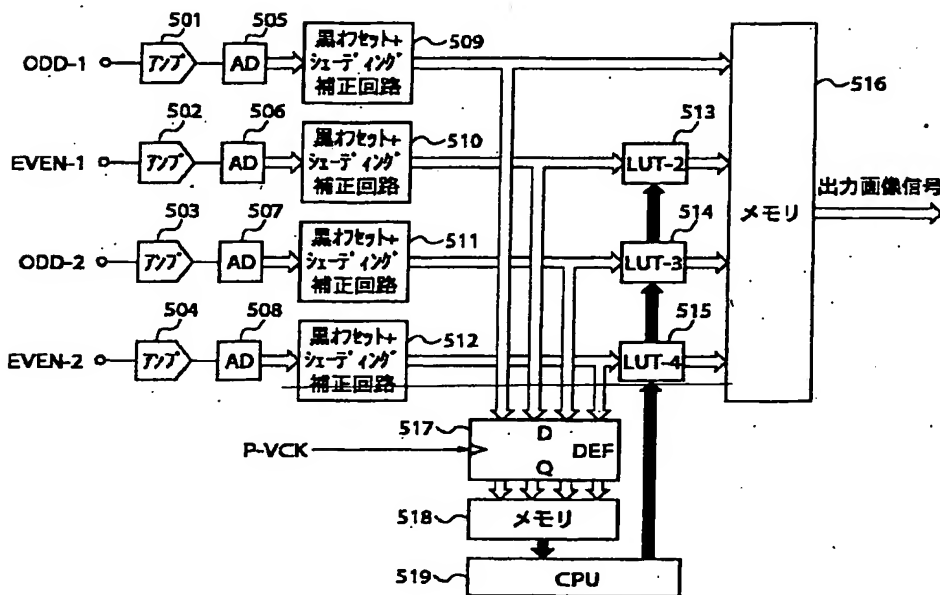 501
505
ODD-1
アンプ
AD
黒オフセット+
シェーディング
補正回路
509
516
502
506
EVEN-1
アンプ
AD
黒オフセット+
シェーディング
補正回路
510
513
LUT-2
503
507
ODD-2
アンプ
AD
黒オフセット+
シェーディング
補正回路
511
514
LUT-3
メモリ
出力画像信号
504
508
EVEN-2
アンプ
AD
黒オフセット+
シェーディング
補正回路
512
515
LUT-4
517
P-VCK
D
DEF
Q
518
メモリ
519
CPU